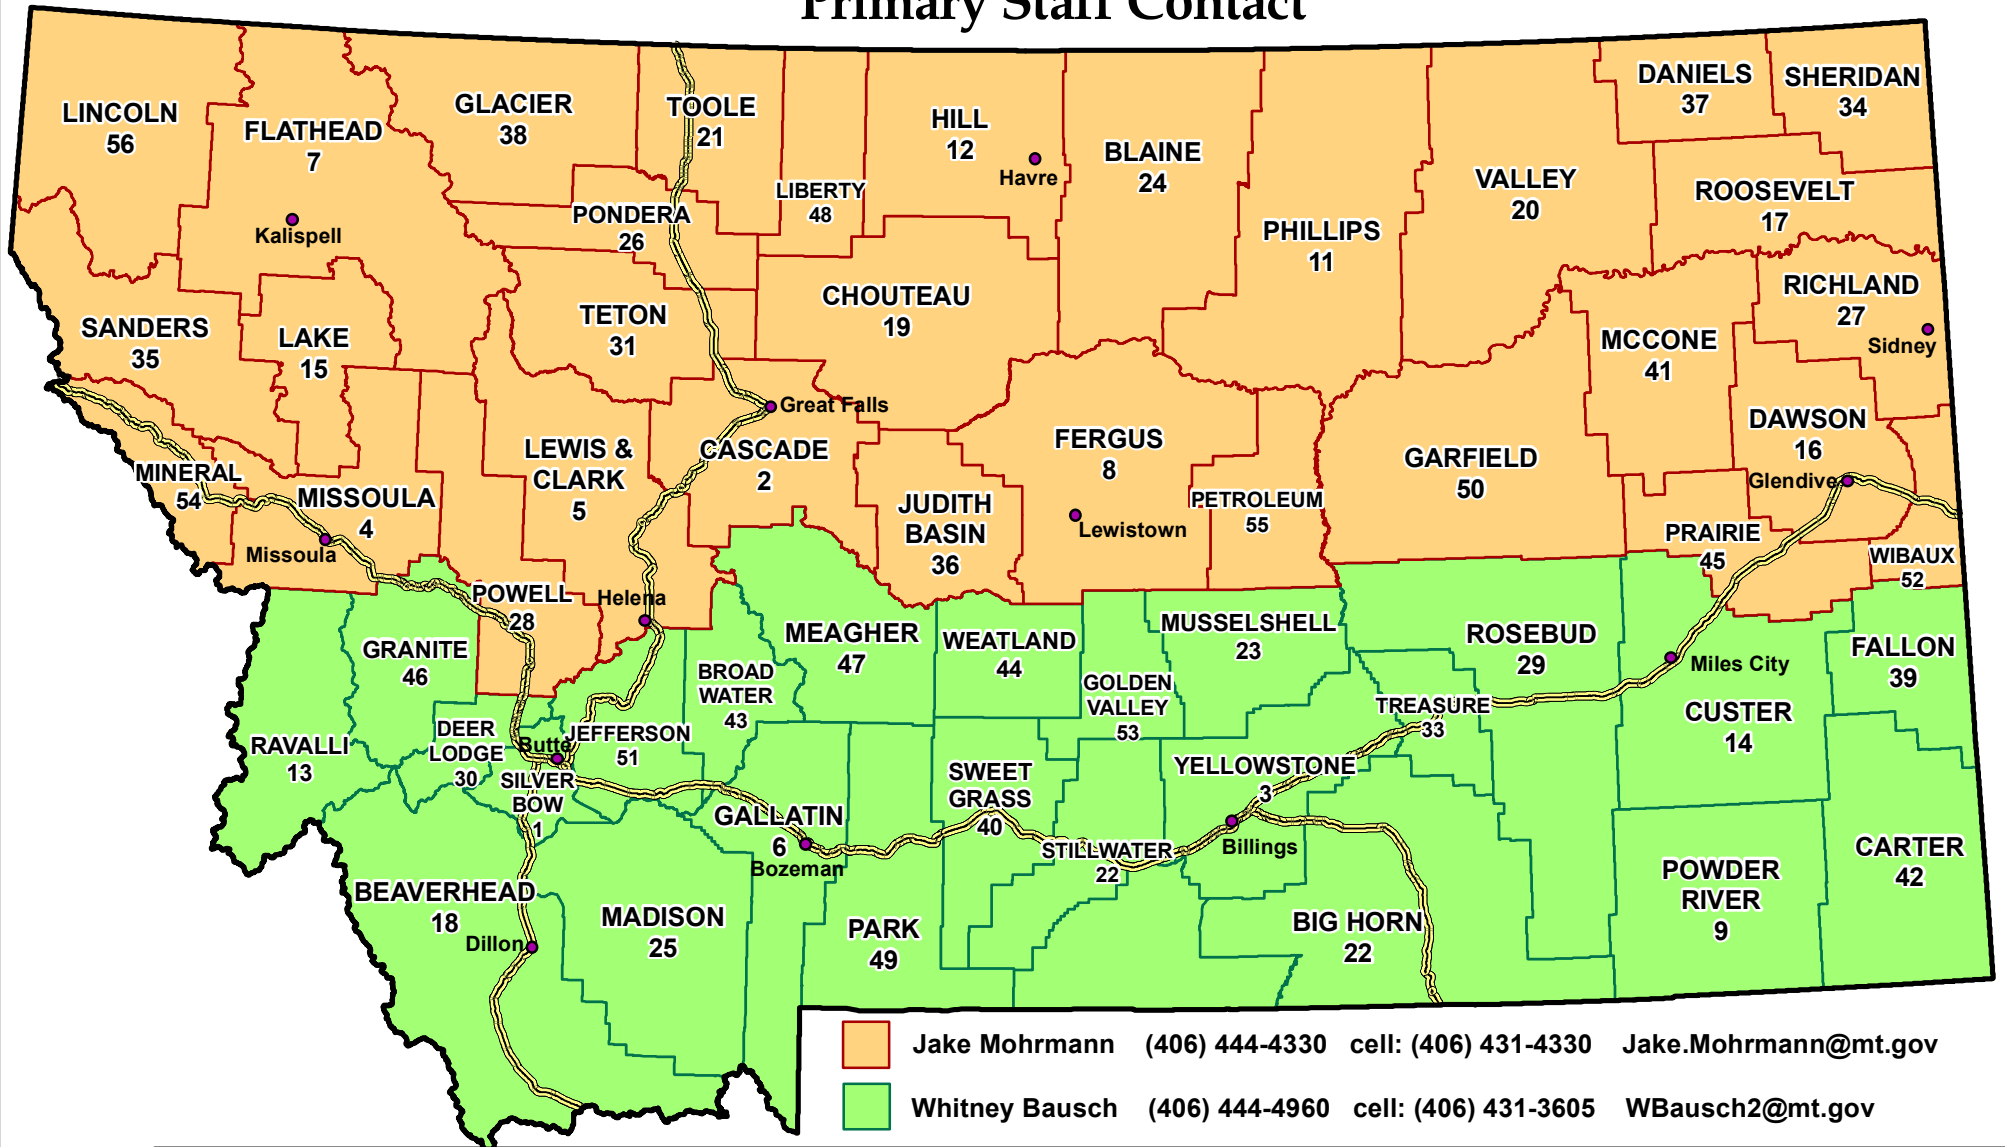 Primary Staff Contact
LINCOLN
56
FLATHEAD
7
Kalispell
GLACIER
38
TOOLE
21
LIBERTY
48
HILL
12
Havre
BLAINE
24
PHILLIPS
11
VALLEY
20
DANIELS
37
SHERIDAN
34
ROOSEVELT
17
PONDERA
26
RICHLAND
27
Sidney
SANDERS
35
LAKE
15
TETON
31
CHOUTEAU
19
MCCONE
41
Great Falls
CASCADE
2
LEWIS &
CLARK
5
FERGUS
8
Lewistown
JUDITH
BASIN
36
PETROLEUM
55
GARFIELD
50
DAWSON
16
Glendive
MINERAL
54
MISSOULA
4
Missoula
PRAIRIE
45
WIBAUX
52
POWELL
28
Helena
GRANITE
46
MEAGHER
47
WEATLAND
44
MUSSELSHELL
23
ROSEBUD
29
Miles City
FALLON
39
BROAD
WATER
43
GOLDEN
VALLEY
53
TREASURE
33
CUSTER
14
RAVALLI
13
DEER
LODGE
30
Butte
JEFFERSON
51
SILVER
BOW
1
SWEET
GRASS
40
YELLOWSTONE
3
Billings
GALLATIN
6
Bozeman
STILLWATER
22
CARTER
42
BEAVERHEAD
18
Dillon
MADISON
25
PARK
49
BIG HORN
22
POWDER
RIVER
9
Jake Mohrmann (406) 444-4330 cell: (406) 431-4330 Jake.Mohrmann@mt.gov
Whitney Bausch (406) 444-4960 cell: (406) 431-3605 WBausch2@mt.gov